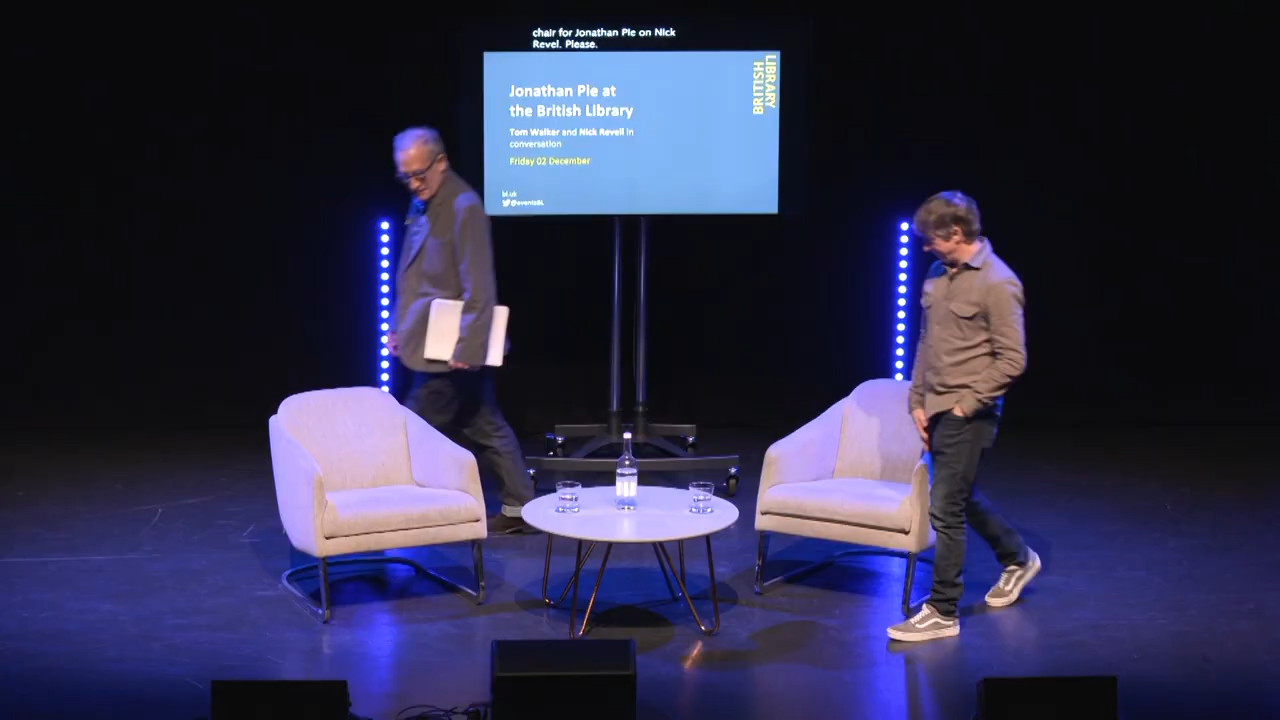 chair for Jonathan Pie on Nick
Revel. Please.
Jonathan Pie at
the British Library
Tom Walker and Nick Revell in
conversation
Friday 02 December
bl.uk
@eventsBL
BRITISH
LIBRARY